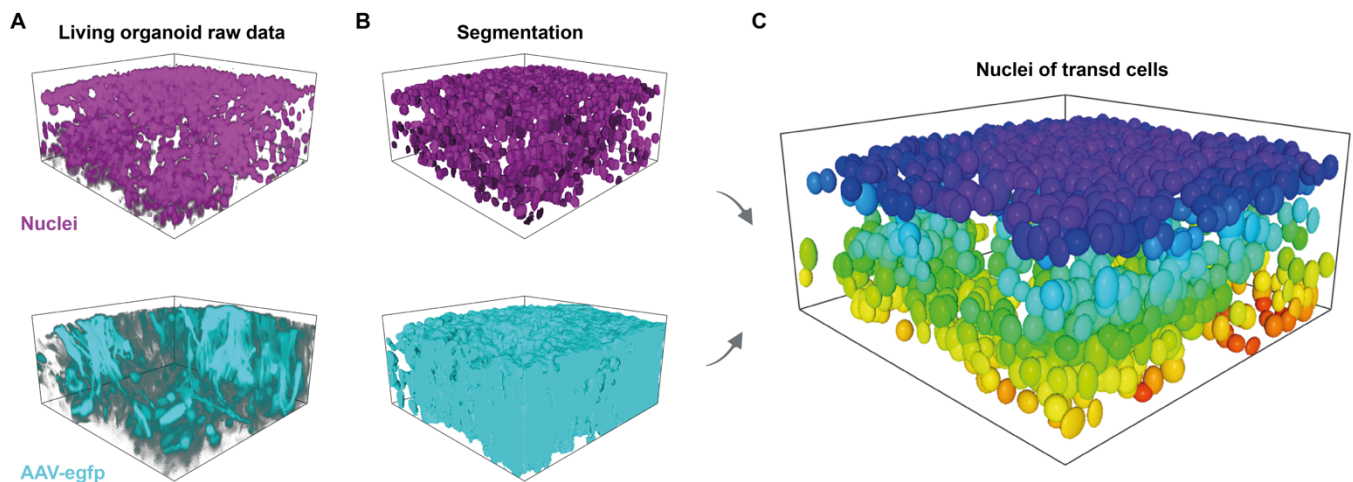 A
Living organoid raw data
Nuclei
AAV-egfp
B
Segmentation
C
Nuclei of transd cells